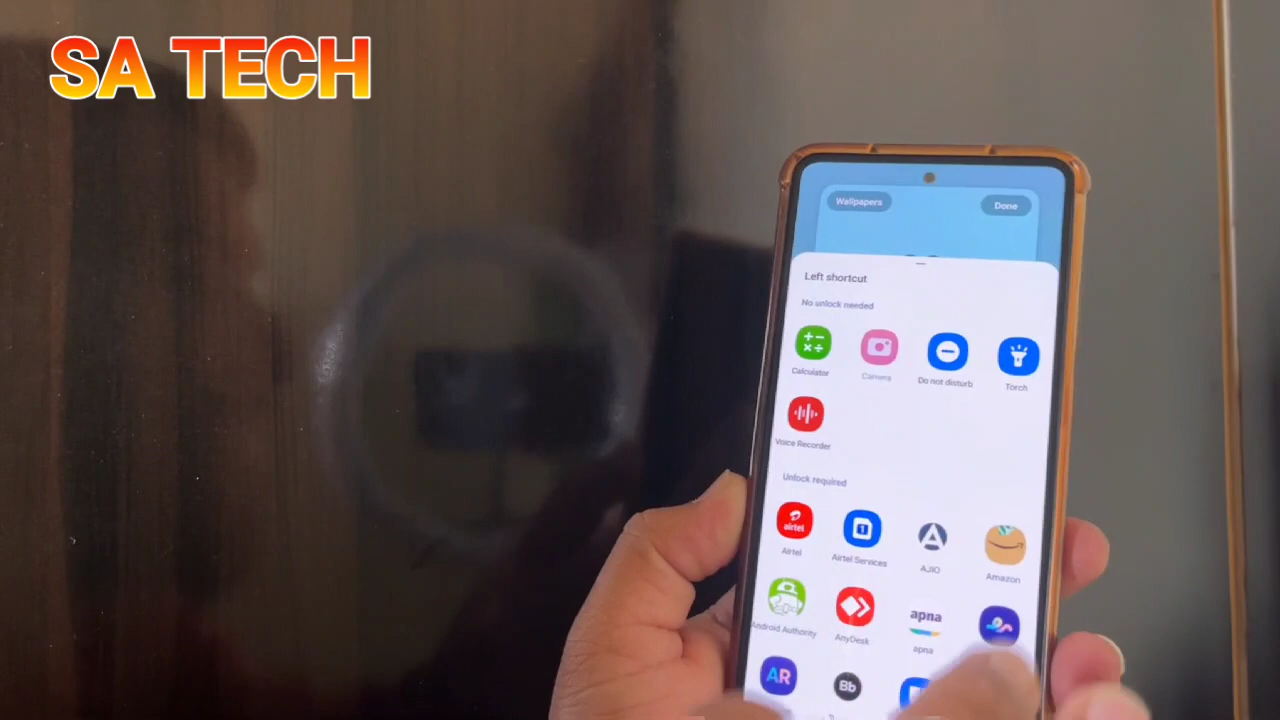 SA TECH
Wallpapers
Done
Left shortcut
No unlock needed
Calculator
Camera
Do not disturb
Torch
Voice Recorder
Unlock required
airtel
1
Airtel
Airtel Services
AJIO
Amazon
Android Authority
AnyDesk
apna
apna
AR
Bb